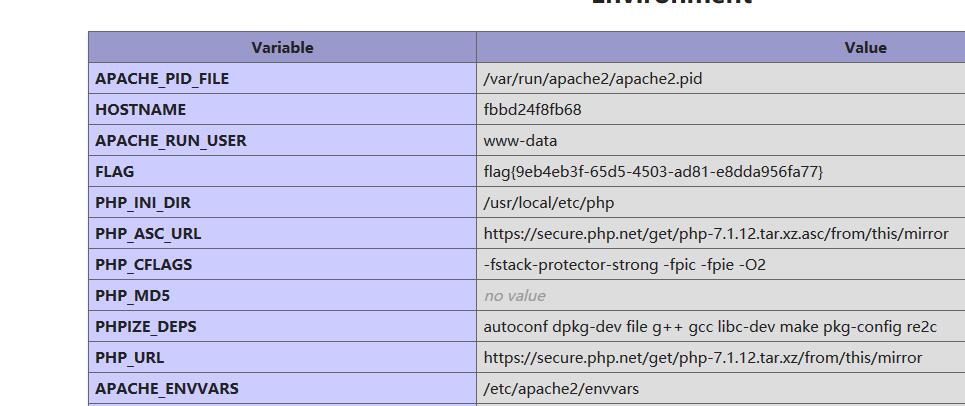 Environment
Variable Value
APACHE_PID_FILE /var/run/apache2/apache2.pid
HOSTNAME fbbd24f8fb68
APACHE_RUN_USER www-data
FLAG flag{9eb4eb3f-65d5-4503-ad81-e8dda956fa77}
PHP_INI_DIR /usr/local/etc/php
PHP_ASC_URL https://secure.php.net/get/php-7.1.12.tar.xz.asc/from/this/mirror
PHP_CFLAGS -fstack-protector-strong -fpic -fpie -O2
PHP_MD5 no value
PHPIZE_DEPS autoconf dpkg-dev file g++ gcc libc-dev make pkg-config re2c
PHP_URL https://secure.php.net/get/php-7.1.12.tar.xz/from/this/mirror
APACHE_ENVVARS /etc/apache2/envvars